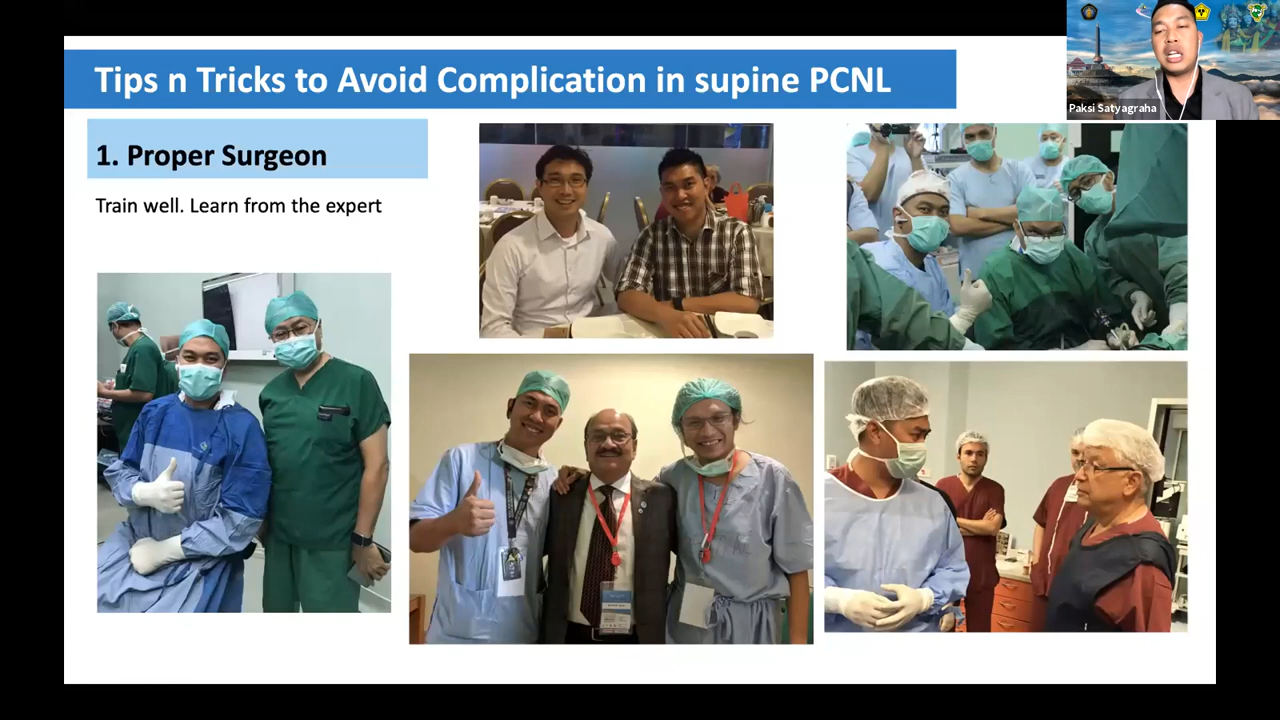 Tips n Tricks to Avoid Complication in supine PCNL
Paksi Satyagraha
1. Proper Surgeon
Train well. Learn from the expert